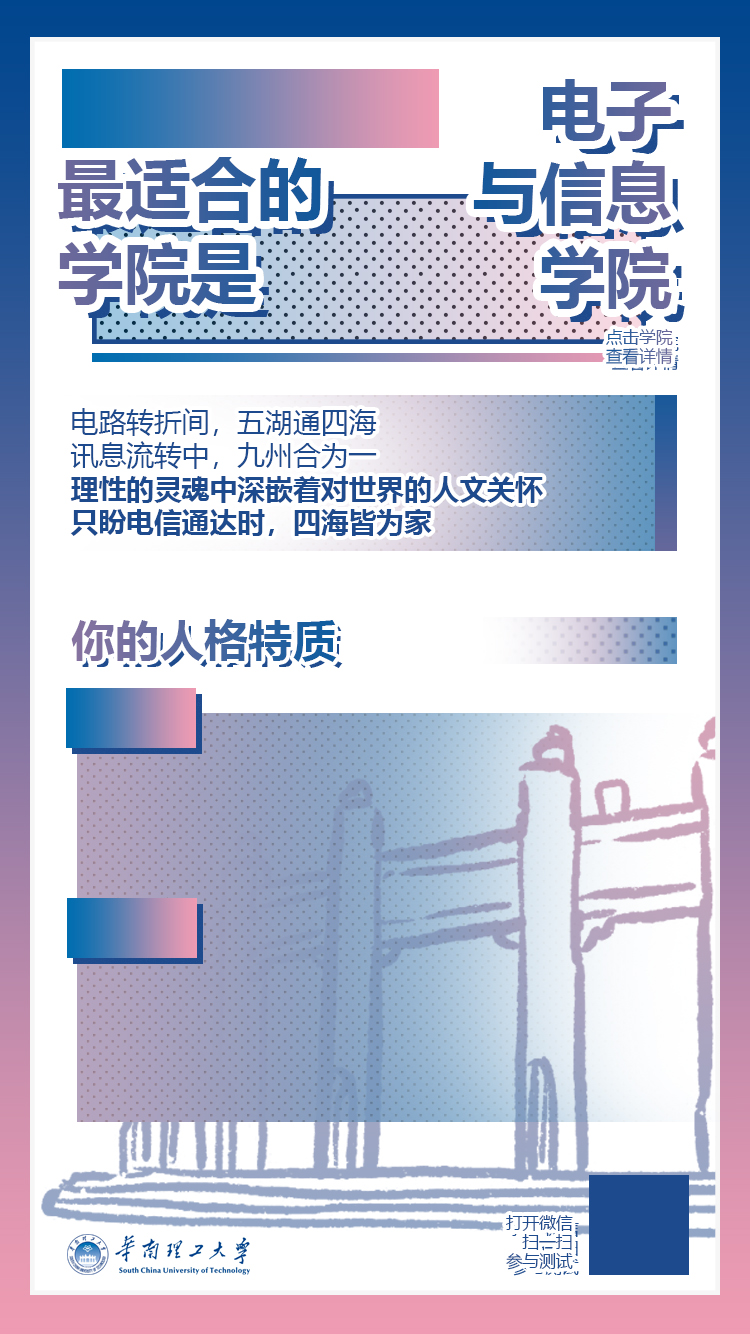 最适合的
学院是
电子
与信息
学院
点击学院
查看详情
电路转折间，五湖通四海
讯息流转中，九州合为一
理性的灵魂中深嵌着对世界的人文关怀
只盼电信通达时，四海皆为家
你的人格特质
打开微信
扫一扫
参与测试
华南理工大学
South China University of Technology